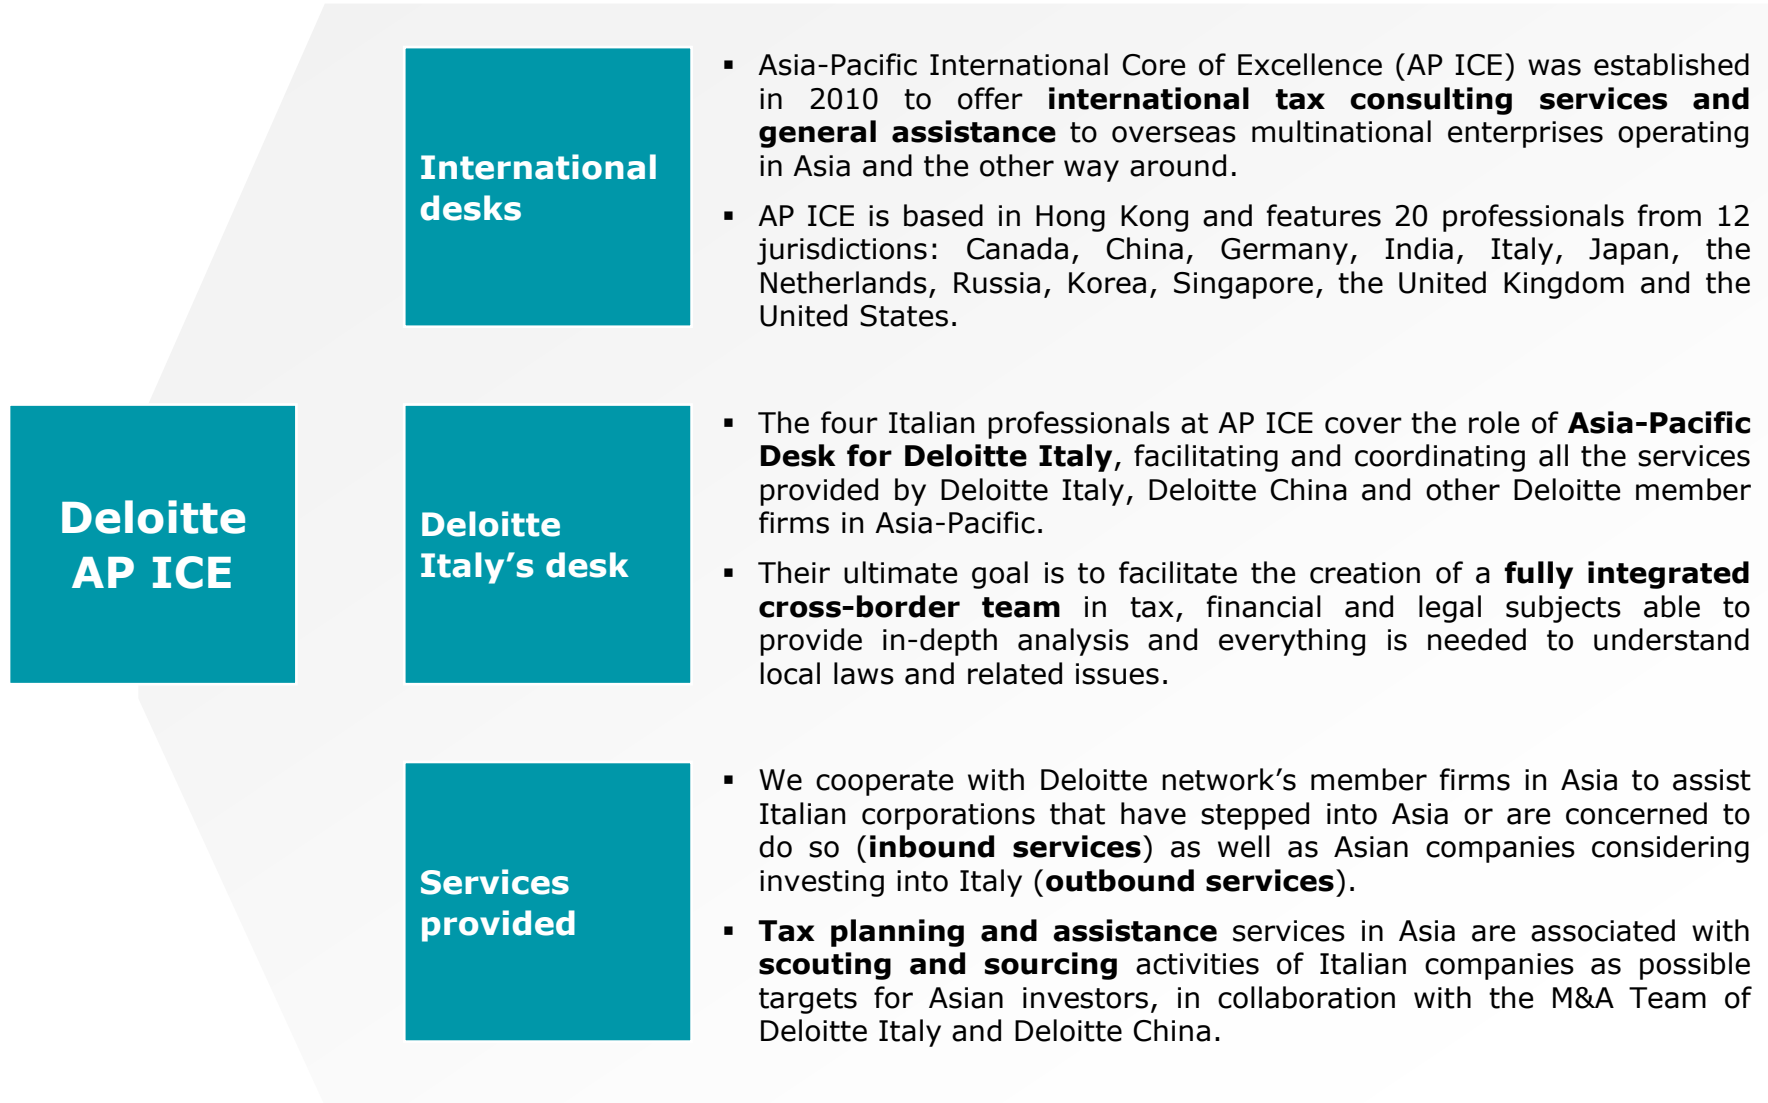 Deloitte
AP ICE
International
desks
▪ Asia-Pacific International Core of Excellence (AP ICE) was established
in 2010 to offer international tax consulting services and
general assistance to overseas multinational enterprises operating
in Asia and the other way around.
▪ AP ICE is based in Hong Kong and features 20 professionals from 12
jurisdictions: Canada, China, Germany, India, Italy, Japan, the
Netherlands, Russia, Korea, Singapore, the United Kingdom and the
United States.
Deloitte
Italy’s desk
▪ The four Italian professionals at AP ICE cover the role of Asia-Pacific
Desk for Deloitte Italy, facilitating and coordinating all the services
provided by Deloitte Italy, Deloitte China and other Deloitte member
firms in Asia-Pacific.
▪ Their ultimate goal is to facilitate the creation of a fully integrated
cross-border team in tax, financial and legal subjects able to
provide in-depth analysis and everything is needed to understand
local laws and related issues.
Services
provided
▪ We cooperate with Deloitte network’s member firms in Asia to assist
Italian corporations that have stepped into Asia or are concerned to
do so (inbound services) as well as Asian companies considering
investing into Italy (outbound services).
▪ Tax planning and assistance services in Asia are associated with
scouting and sourcing activities of Italian companies as possible
targets for Asian investors, in collaboration with the M&A Team of
Deloitte Italy and Deloitte China.